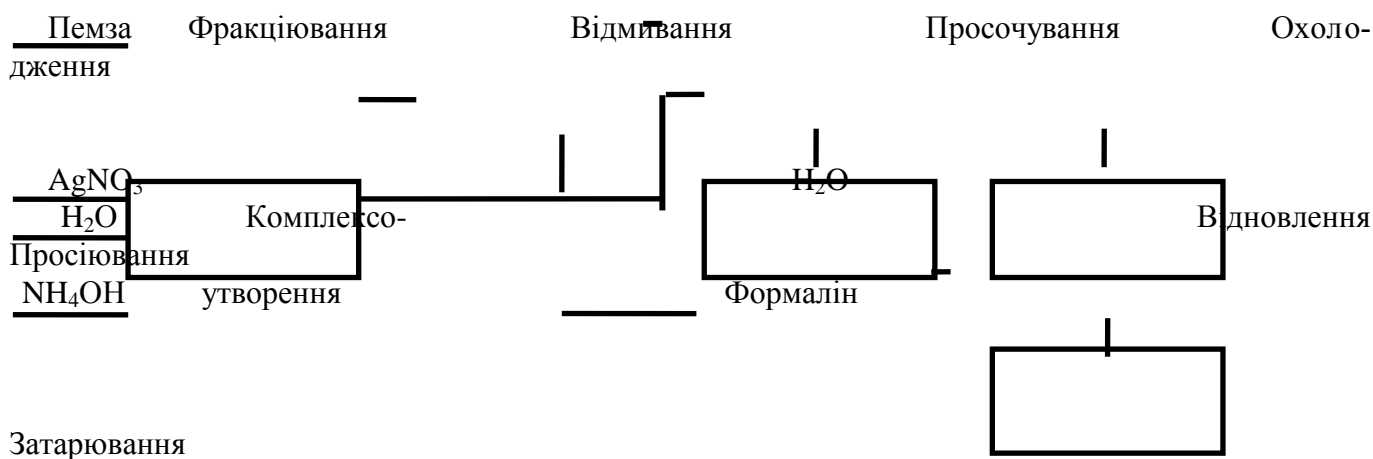 Пемза Фракціювання Відмивання Просочування Охоло-
дження
AgNO₃ H₂O
H₂O Комплексо- Відновлення
Просіювання
NH₄OH утворення Формалін
Затарювання